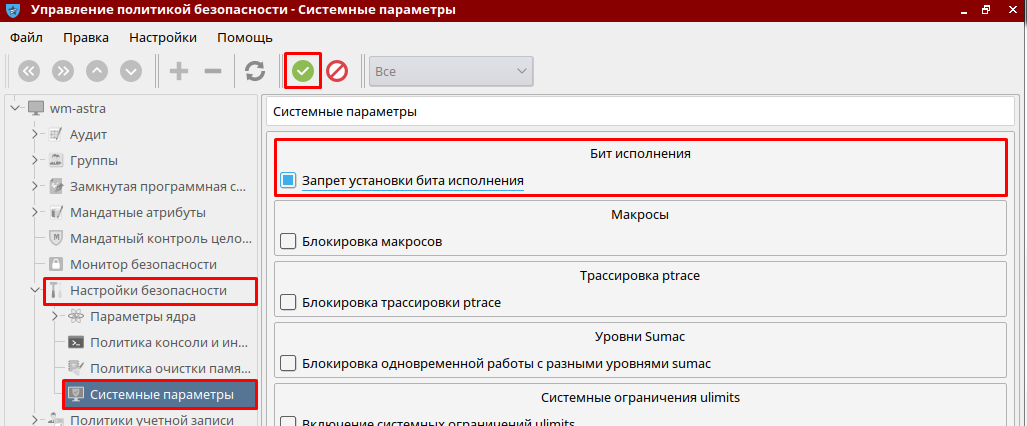 Управление политикой безопасности - Системные параметры
Файл Правка Настройки Помощь
Все
wm-astra
Аудит
Группы
Замкнутая программная с...
Мандатные атрибуты
Мандатный контроль цело...
Монитор безопасности
Настройки безопасности
Параметры ядра
Политика консоли и ин...
Политика очистки памя...
Системные параметры
Политики учетной записи
Системные параметры
Бит исполнения
Запрет установки бита исполнения
Макросы
Блокировка макросов
Трассировка ptrace
Блокировка трассировки ptrace
Уровни Sumac
Блокировка одновременной работы с разными уровнями sumac
Системные ограничения ulimits
Включение системных ограничений ulimits